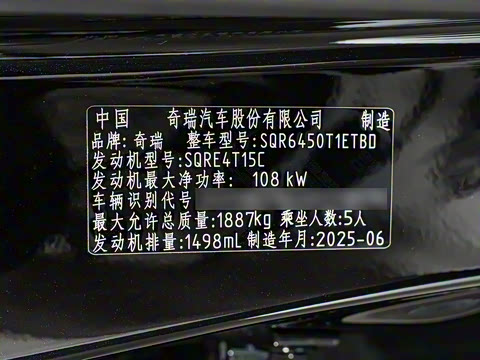 中国 奇瑞汽车股份有限公司 制造
品牌: 奇瑞 整车型号:SQR6450T1ETBD
发动机型号:SQRE4T15C
发动机最大净功率: 108 kW
车辆识别代号
最大允许总质量:1887kg 乘坐人数:5人
发动机排量:1498mL 制造年月:2025-06